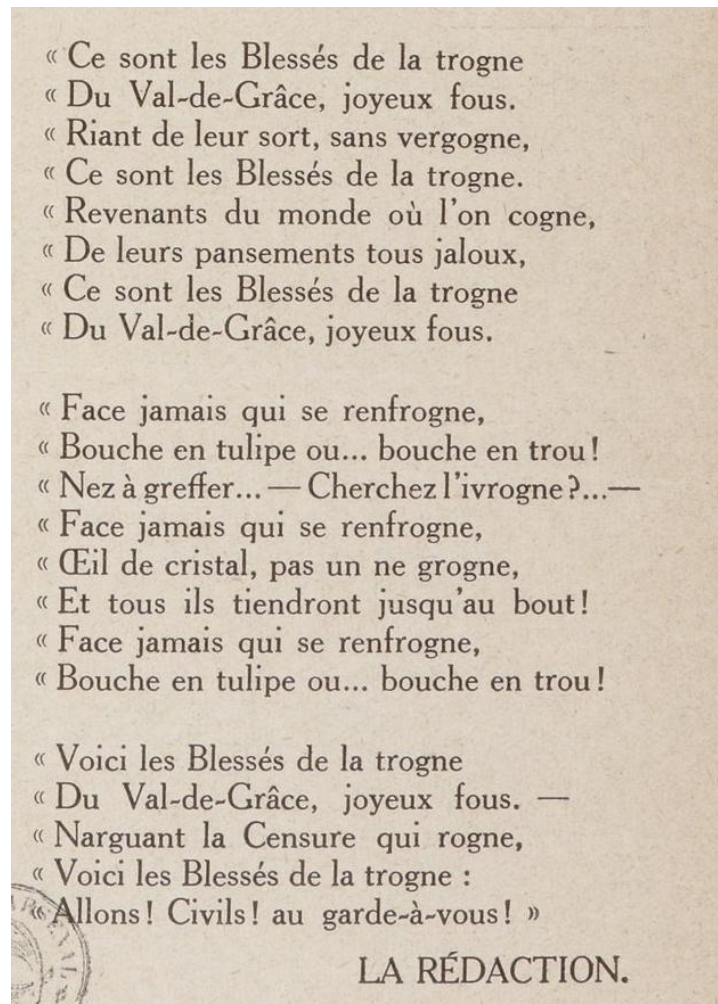 « Ce sont les Blessés de la trogne
« Du Val-de-Grâce, joyeux fous.
« Riant de leur sort, sans vergogne,
« Ce sont les Blessés de la trogne.
« Revenants du monde où l'on cogne,
« De leurs pansements tous jaloux,
« Ce sont les Blessés de la trogne
« Du Val-de-Grâce, joyeux fous.
« Face jamais qui se renfrogne,
« Bouche en tulipe ou... bouche en trou !
« Nez à greffer... — Cherchez l'ivrogne ?...—
« Face jamais qui se renfrogne,
« Œil de cristal, pas un ne grogne,
« Et tous ils tiendront jusqu'au bout !
« Face jamais qui se renfrogne,
« Bouche en tulipe ou... bouche en trou !
« Voici les Blessés de la trogne
« Du Val-de-Grâce, joyeux fous. —
« Narguant la Censure qui rogne,
« Voici les Blessés de la trogne :
« Allons ! Civils ! au garde-à-vous ! »
LA RÉDACTION.